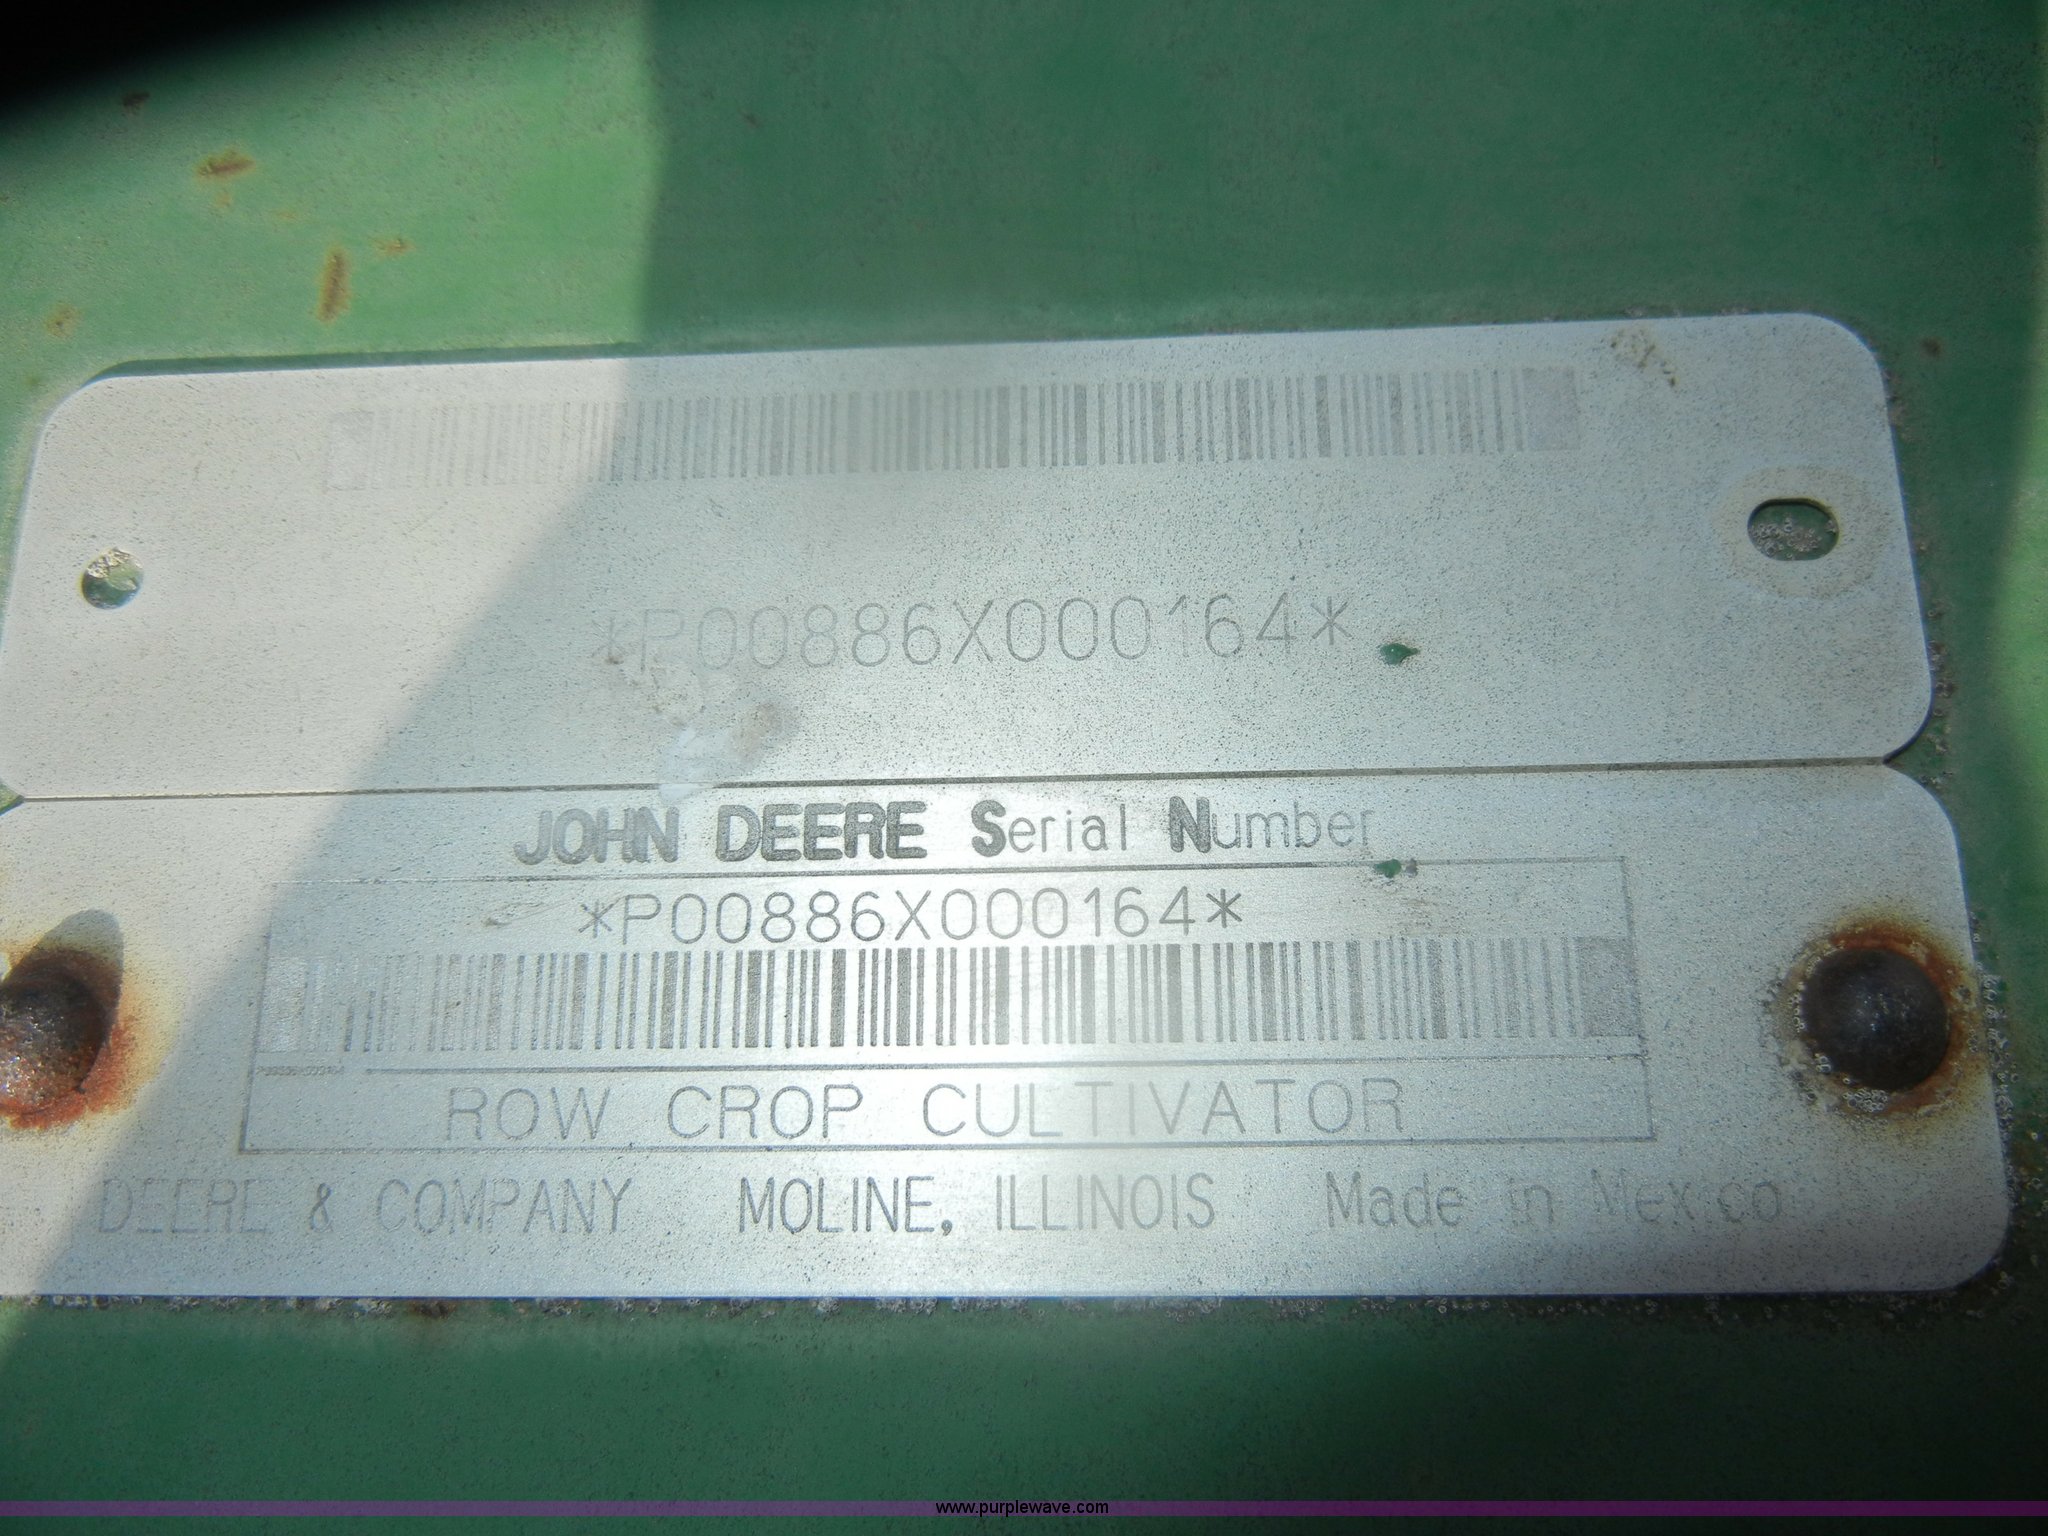 *P00886X000164*
JOHN DEERE Serial Number
*P00886X000164*
P00886X000164
ROW CROP CULTIVATOR
DEERE & COMPANY MOLINE, ILLINOIS Made in Mexico
www.purplewave.com